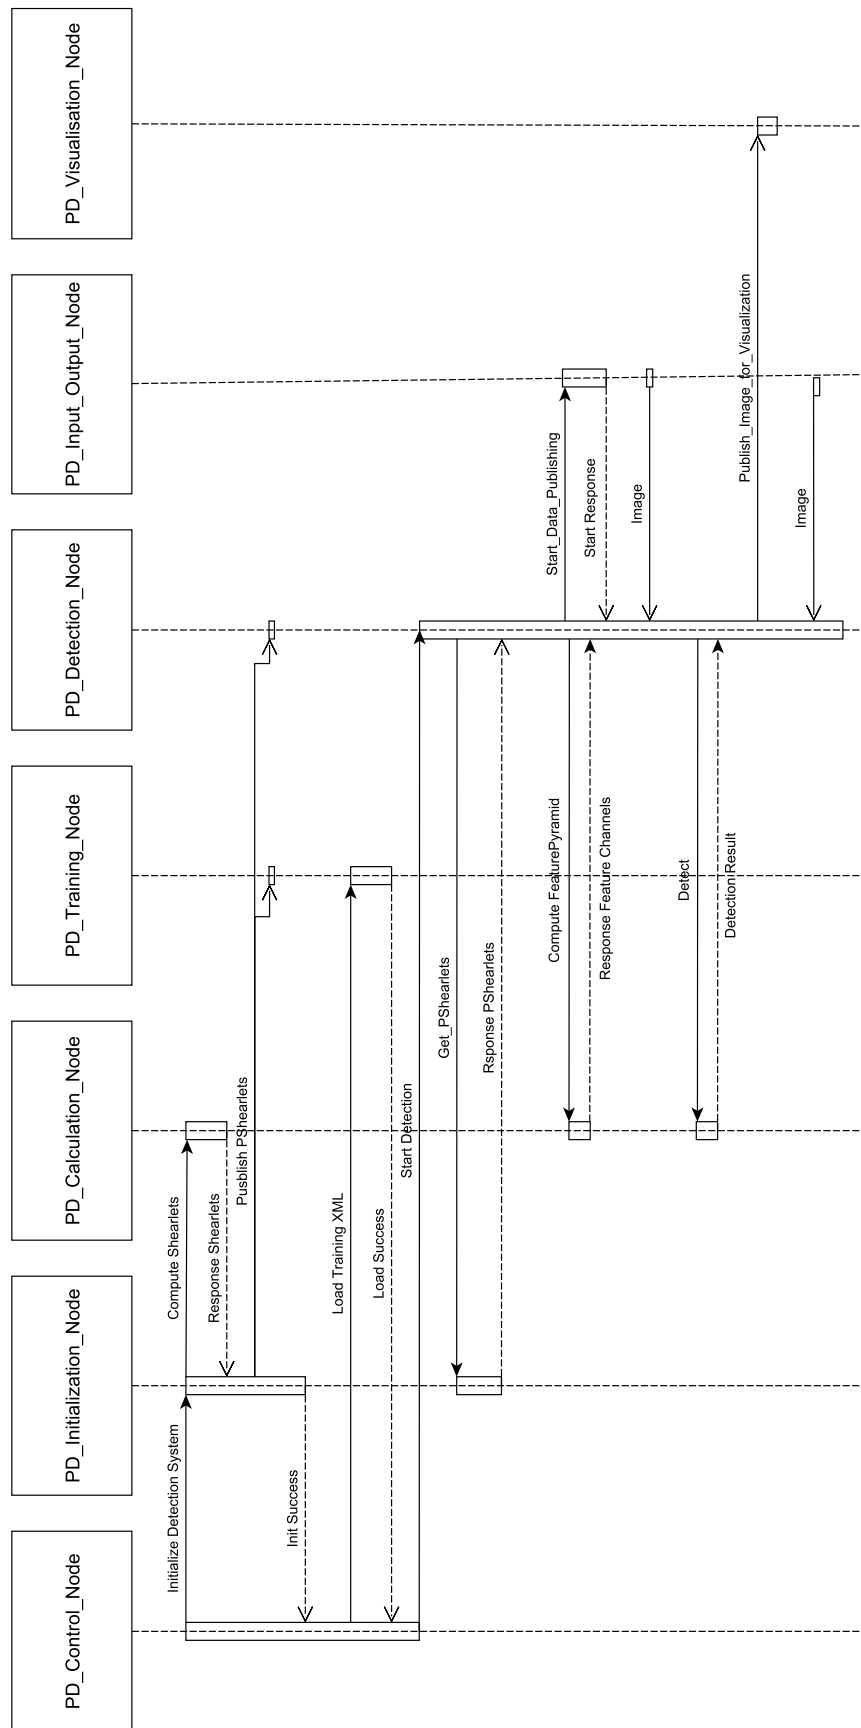 PD_Control_Node
PD_Initialization_Node
PD_Calculation_Node
PD_Training_Node
PD_Detection_Node
PD_Input_Output_Node
PD_Visualisation_Node
Initialize Detection System
Compute Shearlets
Response Shearlets
Pusblish PShearlets
Init Success
Load Training XML
Load Success
Start Detection
Get_PShearlets
Rsponse PShearlets
Start_Data_Publishing
Compute FeaturePyramid
Start Response
Response Feature Channels
Image
Detect
Detection Result
Publish_Image_for_Visualization
Image